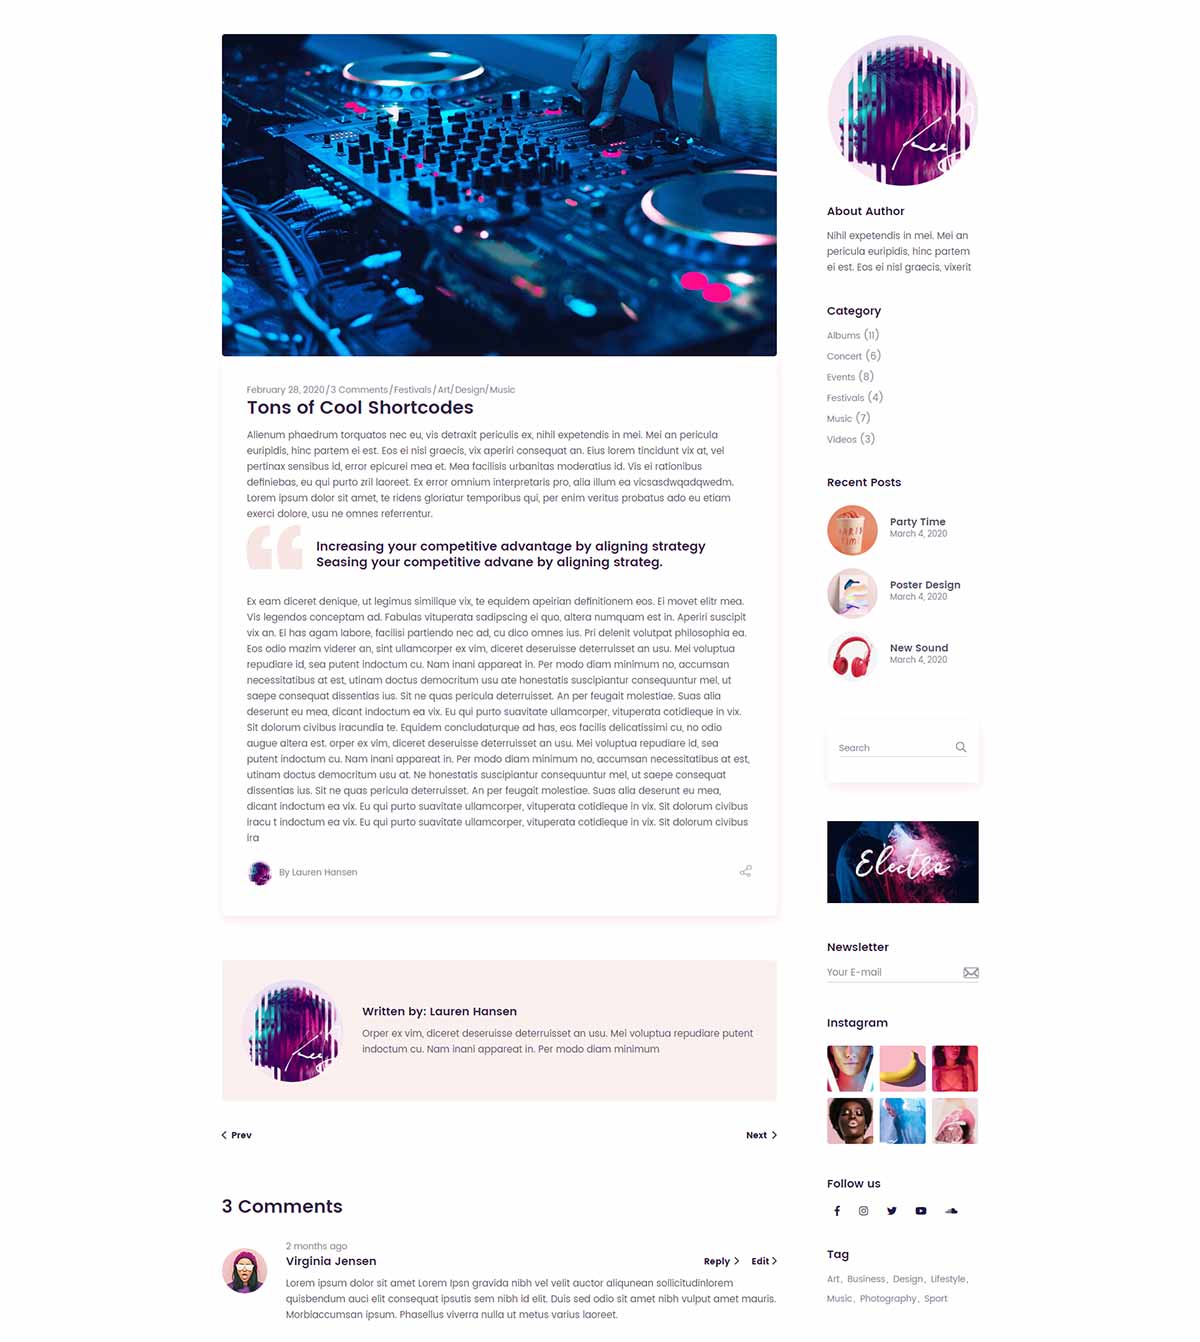 February 28, 2020/3 Comments/Festivals/Art/Design/Music
Tons of Cool Shortcodes
Alienum phaedrum torquatos nec eu, vis detraxit periculis ex, nihil expetendis in mei. Mei an pericula
euripidis, hinc partem ei est. Eos ei nisl graecis, vix aperiri consequat an. Eius lorem tincidunt vix at, vel
pertinax sensibus id, error epicurei mea et. Mea facilisis urbanitas moderatius id. Vis ei rationibus
definiebas, eu qui purto zril laoreet. Ex error omnium interpretaris pro, alia illum ea vicsasdwqadqwedm.
Lorem ipsum dolor sit amet, te ridens gloriatur temporibus qui, per enim veritus probatus ado eu etiam
exerci dolore, usu ne omnes referrentur.
Increasing your competitive advantage by aligning strategy
Seasing your competitive advane by aligning strateg.
Ex eam diceret denique, ut legimus similique vix, te equidem apeirian definitionem eos. Ei movet elitr mea.
Vis legendos conceptam ad. Fabulas vituperata sadipscing ei quo, altera numquam est in. Aperiri suscipit
vix an. Ei has agam labore, facilisi partiendo nec ad, cu dico omnes ius. Pri delenit volutpat philosophia ea.
Eos odio mazim viderer an, sint ullamcorper ex vim, diceret deseruisse deterruisset an usu. Mei voluptua
repudiare id, sea putent indoctum cu. Nam inani appareat in. Per modo diam minimum no, accumsan
necessitatibus at est, utinam doctus democritum usu ate honestatis suscipiantur consequuntur mel, ut
saepe consequat dissentias ius. Sit ne quas pericula deterruisset. An per feugait molestiae. Suas alia
deserunt eu mea, dicant indoctum ea vix. Eu qui purto suavitate ullamcorper, vituperata cotidieque in vix.
Sit dolorum civibus iracundia te. Equidem concludaturque ad has, eos facilis delicatissimi cu, no odio
augue altera est. orper ex vim, diceret deseruisse deterruisset an usu. Mei voluptua repudiare id, sea
putent indoctum cu. Nam inani appareat in. Per modo diam minimum no, accumsan necessitatibus at est,
utinam doctus democritum usu at. Ne honestatis suscipiantur consequuntur mel, ut saepe consequat
dissentias ius. Sit ne quas pericula deterruisset. An per feugait molestiae. Suas alia deserunt eu mea,
dicant indoctum ea vix. Eu qui purto suavitate ullamcorper, vituperata cotidieque in vix. Sit dolorum civibus
iracu t indoctum ea vix. Eu qui purto suavitate ullamcorper, vituperata cotidieque in vix. Sit dolorum civibus
ira
By Lauren Hansen
Written by: Lauren Hansen
Orper ex vim, diceret deseruisse deterruisset an usu. Mei voluptua repudiare putent
indoctum cu. Nam inani appareat in. Per modo diam minimum
Prev
Next
3 Comments
2 months ago
Virginia Jensen
Reply
Edit
Lorem ipsum dolor sit amet Lorem Ipsn gravida nibh vel velit auctor aliqunean sollicitudinlorem
quisbendum auci elit consequat ipsutis sem nibh id elit. Duis sed odio sit amet nibh vulput amet mauris.
Morbiaccumsan ipsum. Phasellus viverra nulla ut metus varius laoreet.
About Author
Nihil expetendis in mei. Mei an
pericula euripidis, hinc partem
ei est. Eos ei nisl graecis, vixerit
Category
Albums (11)
Concert (6)
Events (8)
Festivals (4)
Music (7)
Videos (3)
Recent Posts
Party Time
March 4, 2020
Poster Design
March 4, 2020
New Sound
March 4, 2020
Search
Electro
Newsletter
Your E-mail
Instagram
Follow us
Tag
Art, Business, Design, Lifestyle,
Music, Photography, Sport